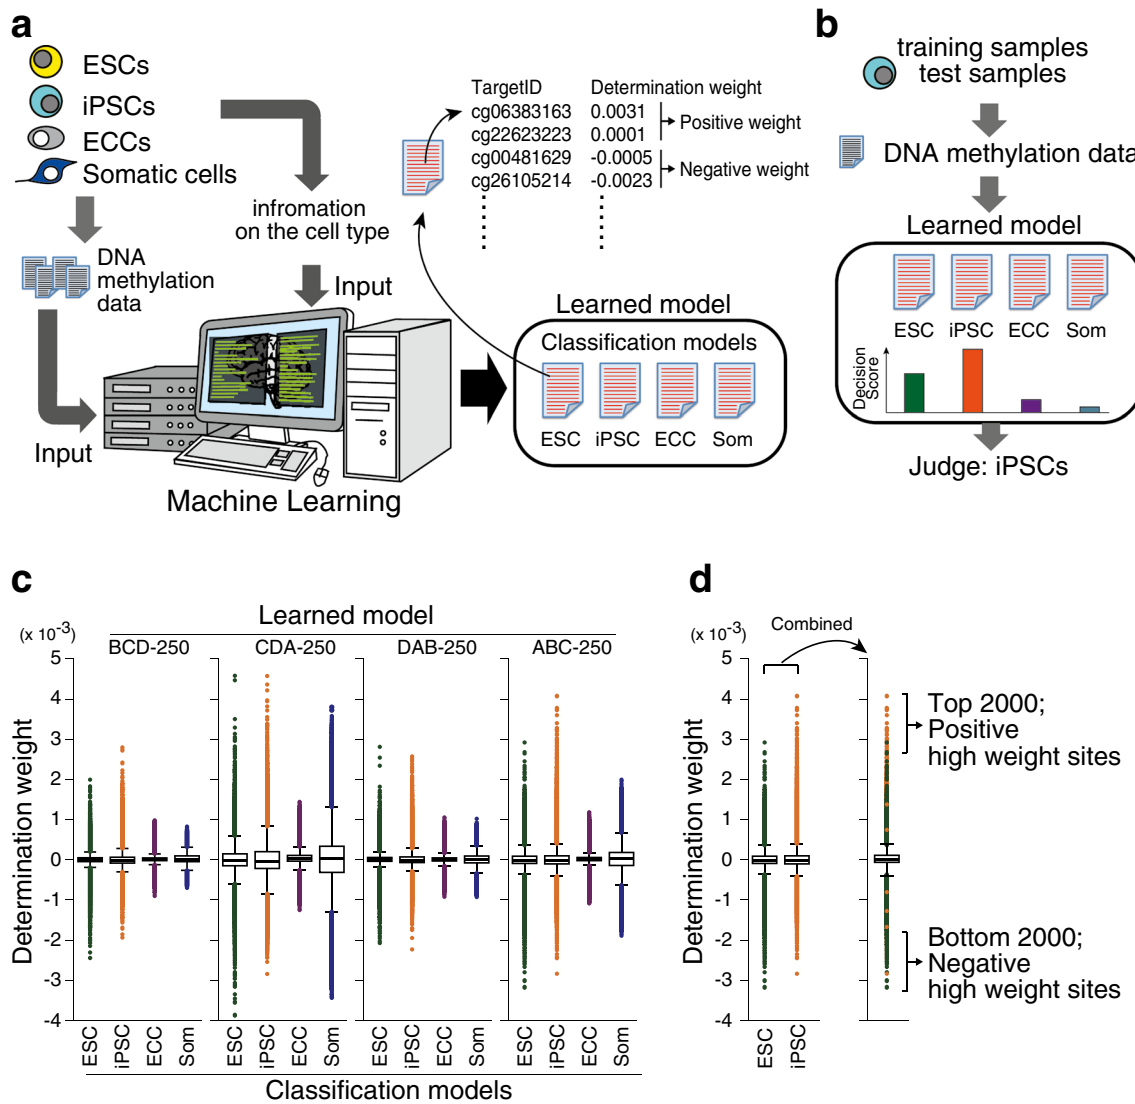 a
ESCs
iPSCs
ECCs
Somatic cells
DNA
methylation
data
Input
infromation
on the cell type
Input
Machine Learning
TargetID Determination weight
cg06383163 0.0031
cg22623223 0.0001
Positive weight
cg00481629 -0.0005
cg26105214 -0.0023
Negative weight
Learned model
Classification models
ESC iPSC ECC Som
b
training samples
test samples
DNA methylation data
Learned model
ESC iPSC ECC Som
Decision
Score
Judge: iPSCs
c
Learned model
(x 10-3)
BCD-250 CDA-250 DAB-250 ABC-250
Determination weight
5
4
3
2
1
0
-1
-2
-3
-4
ESC iPSC ECC Som ESC iPSC ECC Som ESC iPSC ECC Som ESC iPSC ECC Som
Classification models
d
(x 10-3)
Combined
Determination weight
5
4
3
2
1
0
-1
-2
-3
-4
ESC iPSC
Top 2000;
Positive
high weight sites
Bottom 2000;
Negative
high weight sites